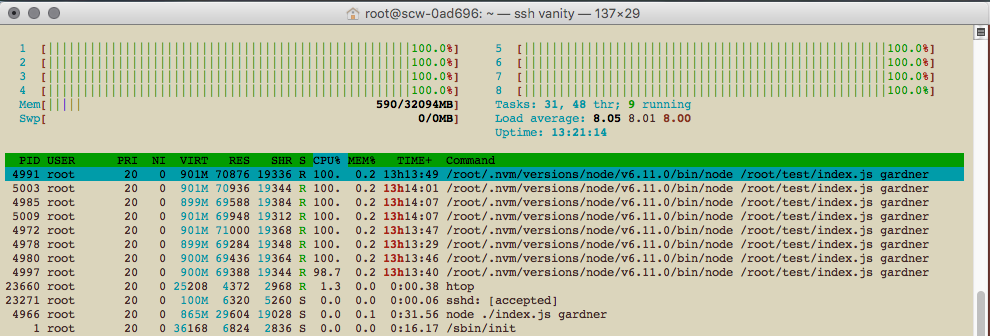 root@scw-0ad696: ~ — ssh vanity — 137×29
1 [||||||||||||||||||||||||||||||||||||||||||||||||||||100.0%] 5 [||||||||||||||||||||||||||||||||||||||||||||||||||||100.0%]
2 [||||||||||||||||||||||||||||||||||||||||||||||||||||100.0%] 6 [||||||||||||||||||||||||||||||||||||||||||||||||||||100.0%]
3 [||||||||||||||||||||||||||||||||||||||||||||||||||||100.0%] 7 [||||||||||||||||||||||||||||||||||||||||||||||||||||100.0%]
4 [||||||||||||||||||||||||||||||||||||||||||||||||||||100.0%] 8 [||||||||||||||||||||||||||||||||||||||||||||||||||||100.0%]
Mem[||||| 590/32094MB] Tasks: 31, 48 thr; 9 running
Swp[ 0/0MB] Load average: 8.05 8.01 8.00
Uptime: 13:21:14
PID USER PRI NI VIRT RES SHR S CPU% MEM% TIME+ Command
4991 root 20 0 901M 70876 19336 R 100. 0.2 13h13:49 /root/.nvm/versions/node/v6.11.0/bin/node /root/test/index.js gardner
5003 root 20 0 901M 70936 19344 R 100. 0.2 13h14:01 /root/.nvm/versions/node/v6.11.0/bin/node /root/test/index.js gardner
4985 root 20 0 899M 69588 19384 R 100. 0.2 13h14:07 /root/.nvm/versions/node/v6.11.0/bin/node /root/test/index.js gardner
5009 root 20 0 901M 69948 19312 R 100. 0.2 13h14:07 /root/.nvm/versions/node/v6.11.0/bin/node /root/test/index.js gardner
4972 root 20 0 901M 71000 19368 R 100. 0.2 13h13:47 /root/.nvm/versions/node/v6.11.0/bin/node /root/test/index.js gardner
4978 root 20 0 899M 69284 19348 R 100. 0.2 13h13:29 /root/.nvm/versions/node/v6.11.0/bin/node /root/test/index.js gardner
4980 root 20 0 900M 69436 19364 R 100. 0.2 13h13:46 /root/.nvm/versions/node/v6.11.0/bin/node /root/test/index.js gardner
4997 root 20 0 900M 69388 19344 R 98.7 0.2 13h13:40 /root/.nvm/versions/node/v6.11.0/bin/node /root/test/index.js gardner
23660 root 20 0 25208 4372 2968 R 1.3 0.0 0:00.38 htop
23271 root 20 0 100M 6320 5260 S 0.0 0.0 0:00.06 sshd: [accepted]
4966 root 20 0 865M 29604 19028 S 0.0 0.1 0:31.56 node ./index.js gardner
1 root 20 0 36168 6824 2836 S 0.0 0.0 0:16.17 /sbin/init